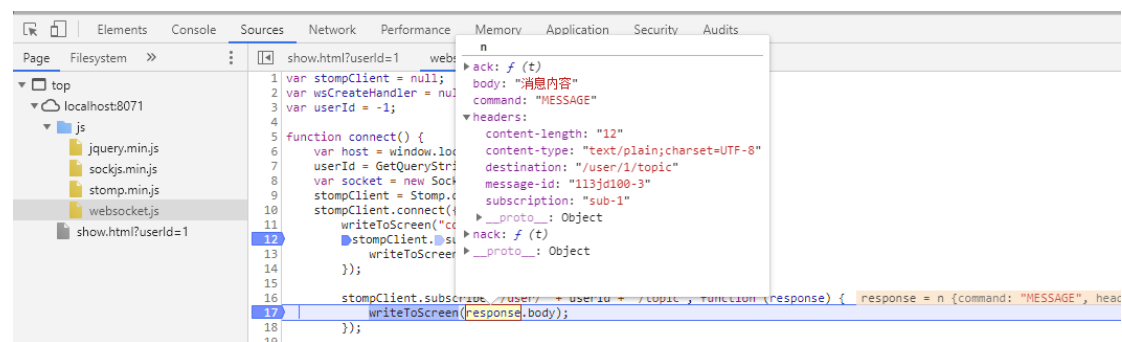 Elements Console Sources Network Performance Memory Application Security Audits
Page Filesystem » show.html?userId=1 webs
n
ack: ƒ (t)
body: "消息内容"
command: "MESSAGE"
headers:
content-length: "12"
content-type: "text/plain;charset=UTF-8"
destination: "/user/1/topic"
message-id: "1l3jd100-3"
subscription: "sub-1"
__proto__: Object
nack: ƒ (t)
__proto__: Object
top
localhost:8071
js
jquery.min.js
sockjs.min.js
stomp.min.js
websocket.js
show.html?userId=1
1 var stompClient = null;
2 var wsCreateHandler = nul
3 var userId = -1;
4
5 function connect() {
6 var host = window.loc
7 userId = GetQueryStri
8 var socket = new Sock
9 stompClient = Stomp.o
10 stompClient.connect({
11 writeToScreen("co
12 stompClient.su
13 writeToScreen
14 });
15
16 stompClient.subscribe("/user/" + userId + "/topic", function (response) { response = n {command: "MESSAGE", head
17 writeToScreen(response.body);
18 });
19